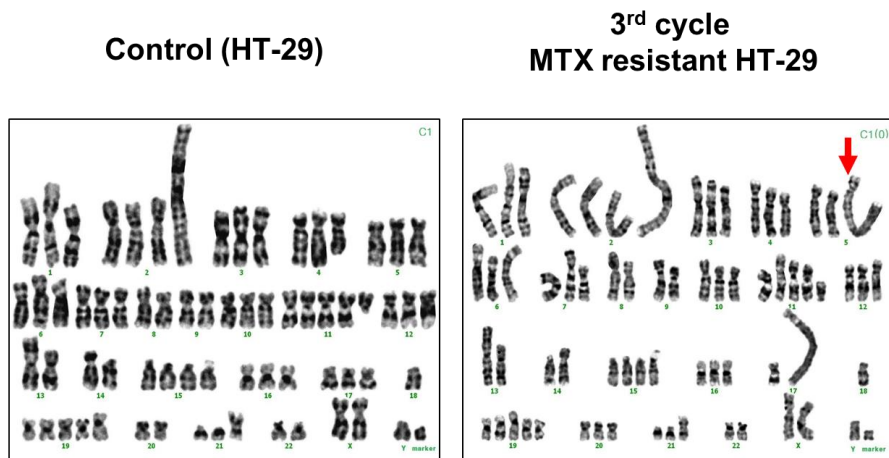 Control (HT-29)
3rd cycle
MTX resistant HT-29
C1
1 2 3 4 5
6 7 8 9 10 11 12
13 14 15 16 17 18
19 20 21 22 X Y marker
C1(0)
1 2 3 4 5
6 7 8 9 10 11 12
13 14 15 16 17 18
19 20 21 22 X Y marker